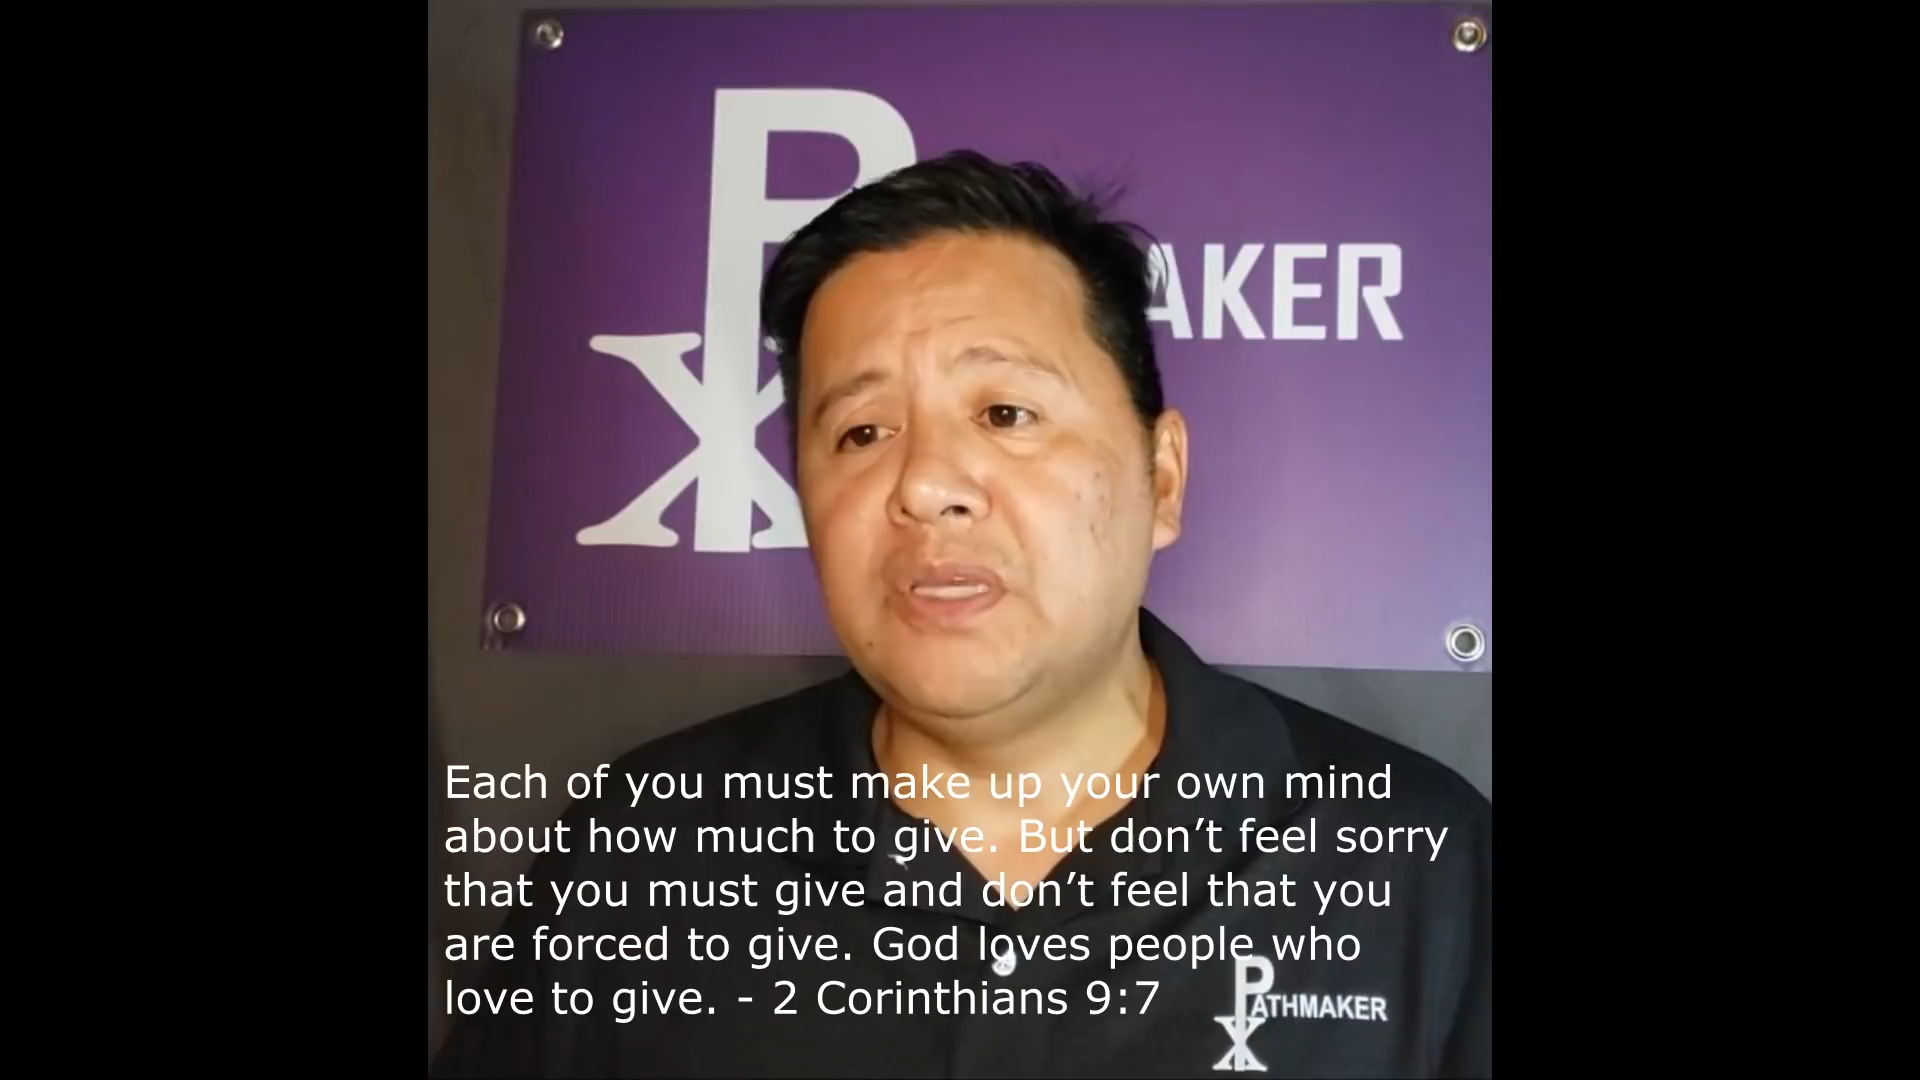 P
AKER
X
Each of you must make up your own mind
about how much to give. But don’t feel sorry
that you must give and don’t feel that you
are forced to give. God loves people who
love to give. - 2 Corinthians 9:7
PATHMAKER
X